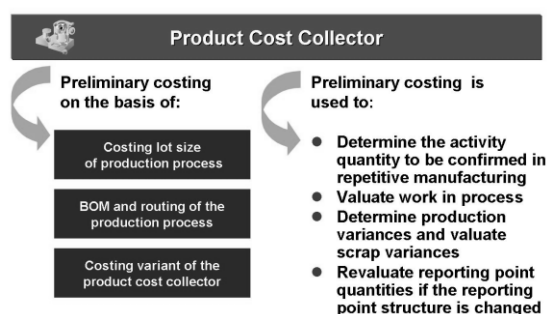 Product Cost Collector
Preliminary costing
on the basis of:
Costing lot size
of production process
BOM and routing of the
production process
Costing variant of the
product cost collector
Preliminary costing is
used to:
● Determine the activity
quantity to be confirmed in
repetitive manufacturing
● Valuate work in process
● Determine production
variances and valuate
scrap variances
● Revaluate reporting point
quantities if the reporting
point structure is changed